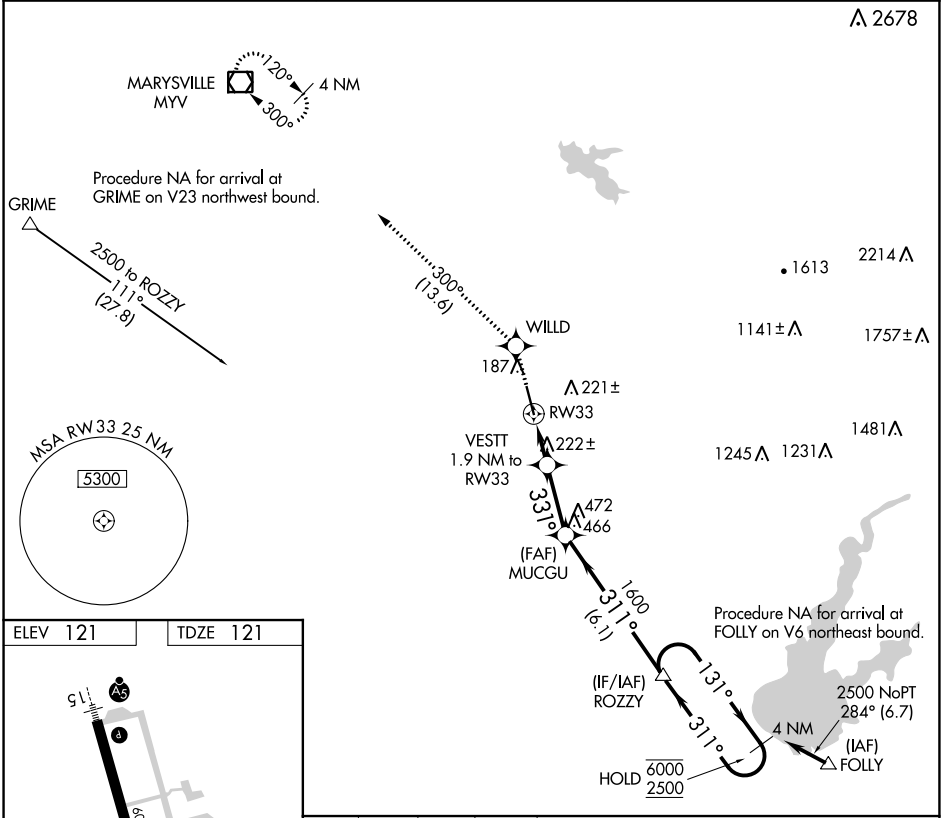 2678
MARYSVILLE
MYV
120°
4 NM
300°
Procedure NA for arrival at
GRIME on V23 northwest bound.
GRIME
2500 to ROZZY
111°
(27.8)
300°
(13.6)
WILLD
187
221±
RW33
1613
2214
1141±
1757±
MSA RW33 25 NM
5300
VESTT
1.9 NM to
RW33
222±
1245
1231
1481
331°
472
466
(FAF)
MUCGU
1600
311°
(6.1)
Procedure NA for arrival at
FOLLY on V6 northeast bound.
(IF/IAF)
ROZZY
131°
311°
4 NM
2500 NoPT
284° (6.7)
(IAF)
FOLLY
HOLD 6000
2500
ELEV 121
TDZE 121
15
A5
P